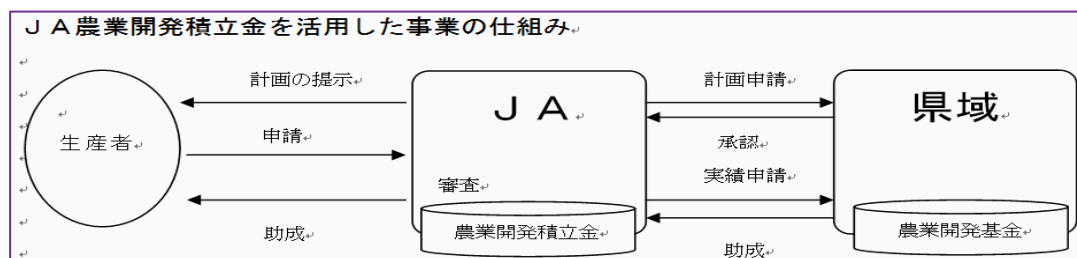 ＪＡ農業開発積立金を活用した事業の仕組み
計画の提示
計画申請
ＪＡ
県域
生産者
申請
承認
審査
実績申請
助成
農業開発積立金
助成
農業開発基金